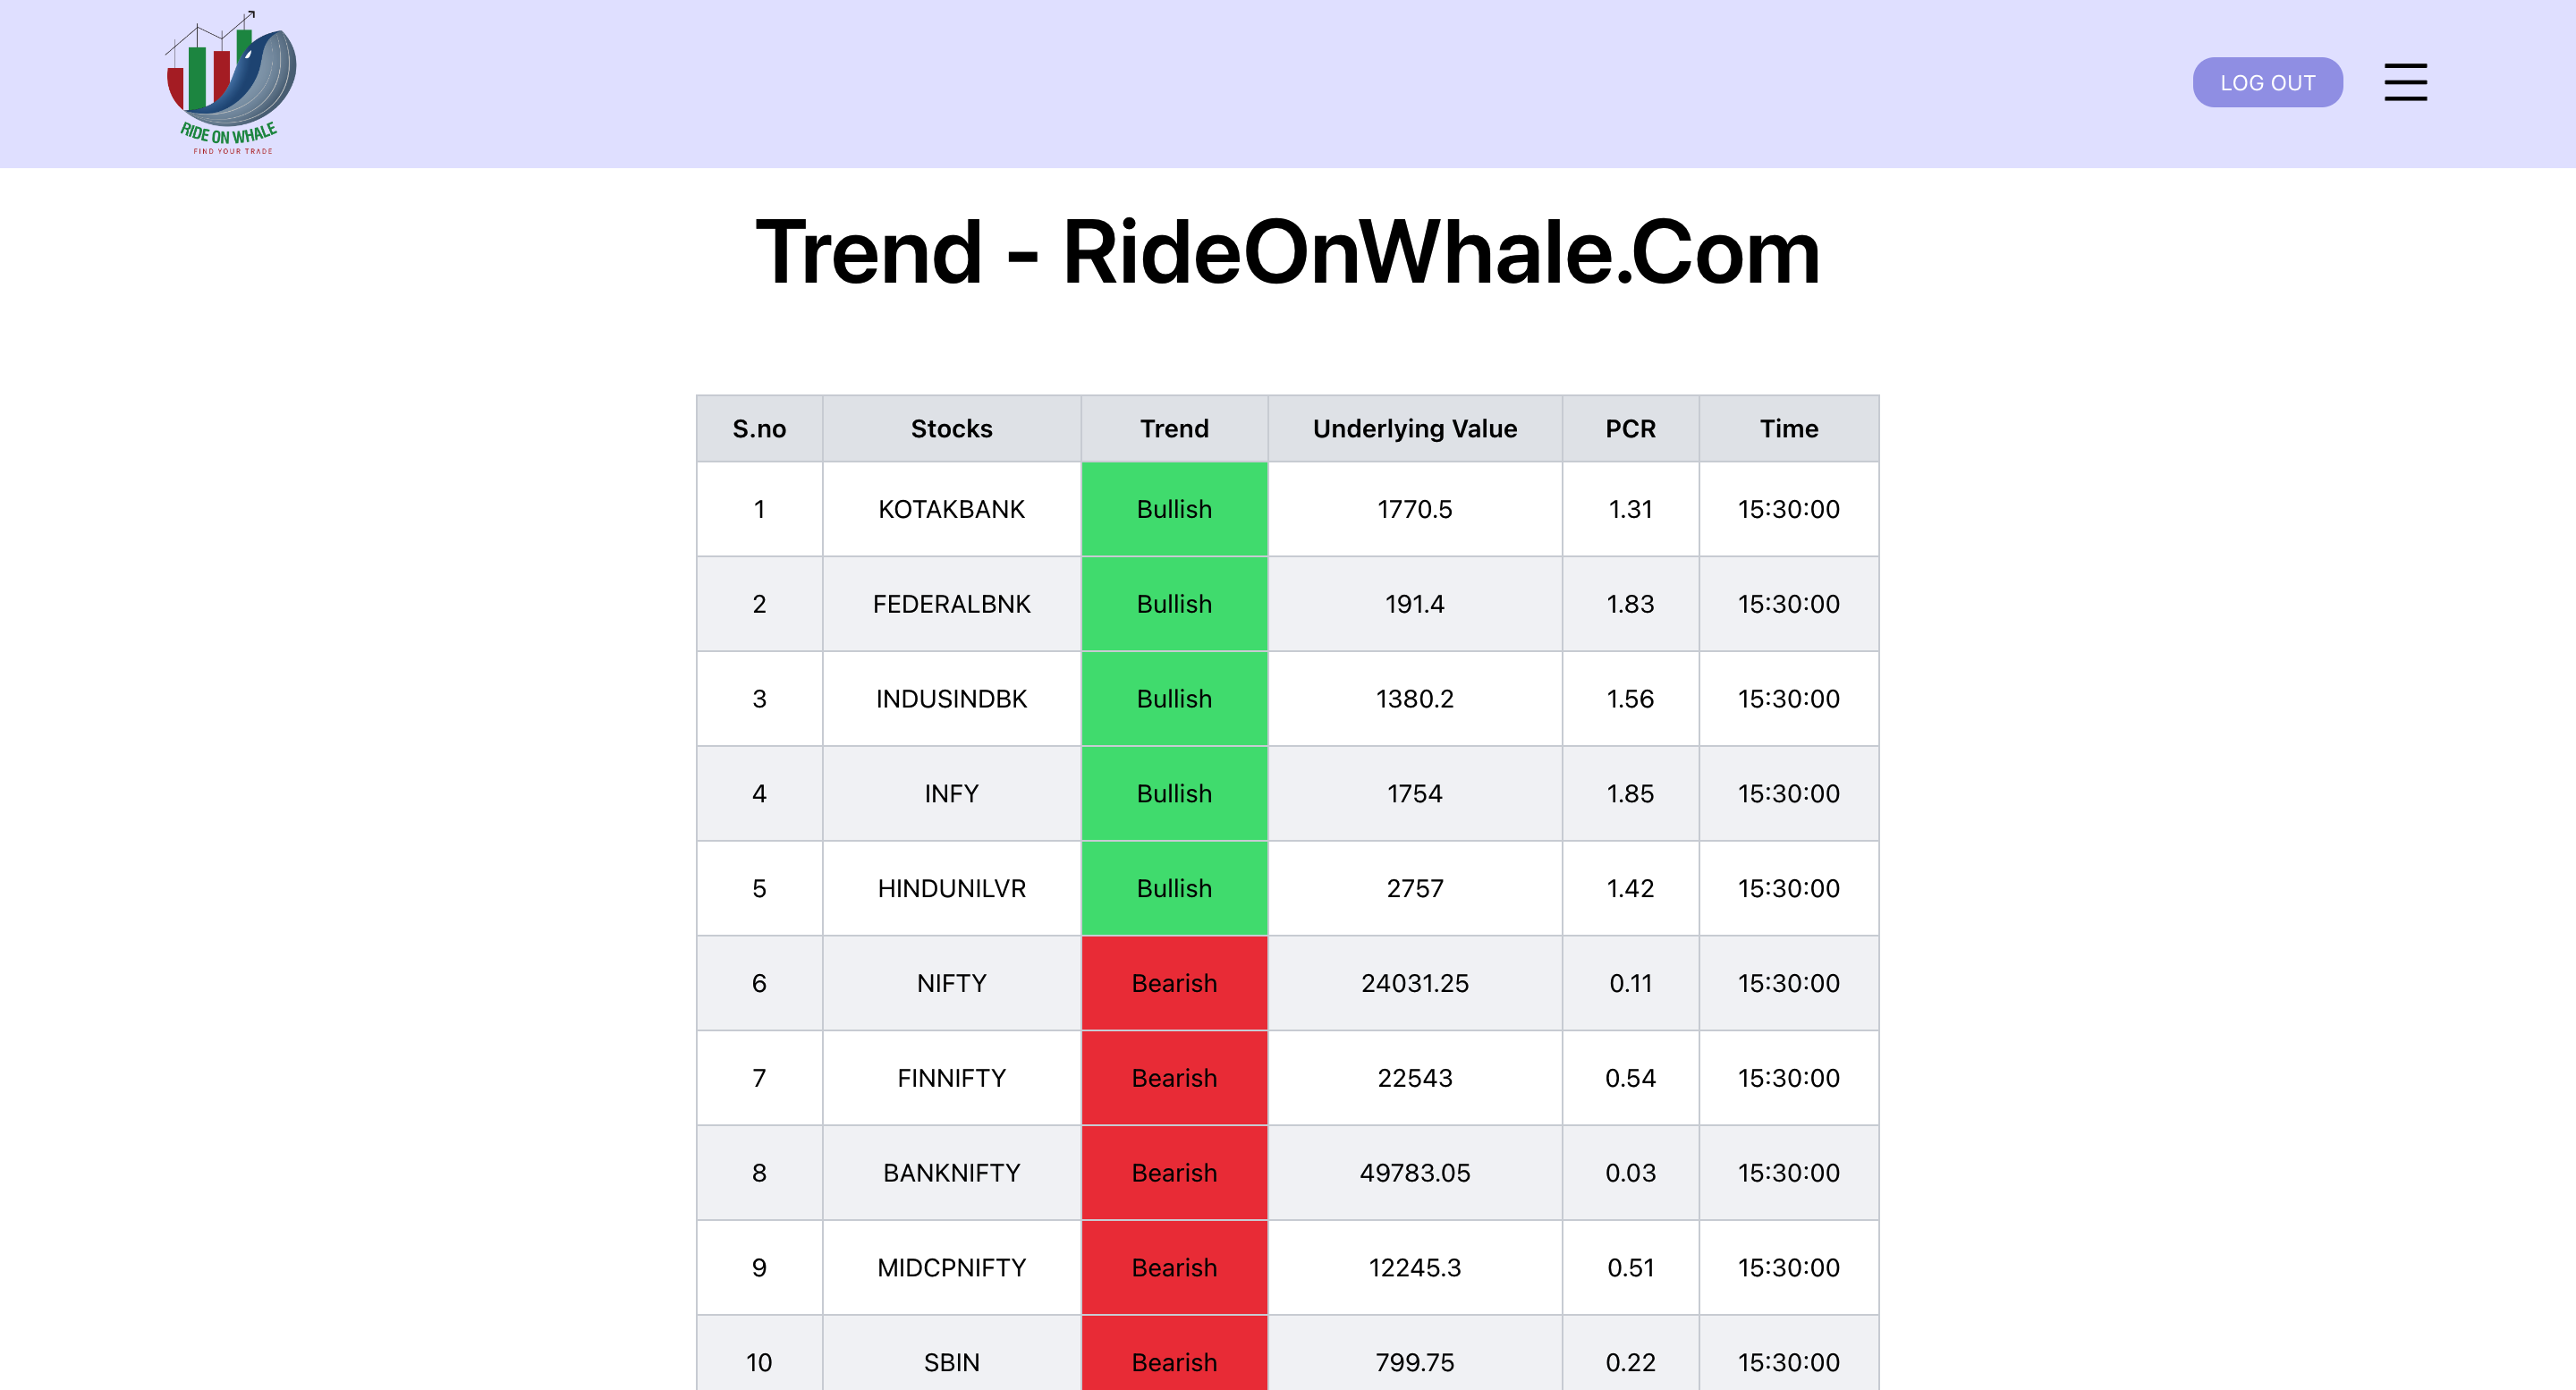 RIDE ON WHALE
FIND YOUR TRADE
LOG OUT
Trend - RideOnWhale.Com
S.no Stocks Trend Underlying Value PCR Time
1 KOTAKBANK Bullish 1770.5 1.31 15:30:00
2 FEDERALBNK Bullish 191.4 1.83 15:30:00
3 INDUSINDBK Bullish 1380.2 1.56 15:30:00
4 INFY Bullish 1754 1.85 15:30:00
5 HINDUNILVR Bullish 2757 1.42 15:30:00
6 NIFTY Bearish 24031.25 0.11 15:30:00
7 FINNIFTY Bearish 22543 0.54 15:30:00
8 BANKNIFTY Bearish 49783.05 0.03 15:30:00
9 MIDCPNIFTY Bearish 12245.3 0.51 15:30:00
10 SBIN Bearish 799.75 0.22 15:30:00